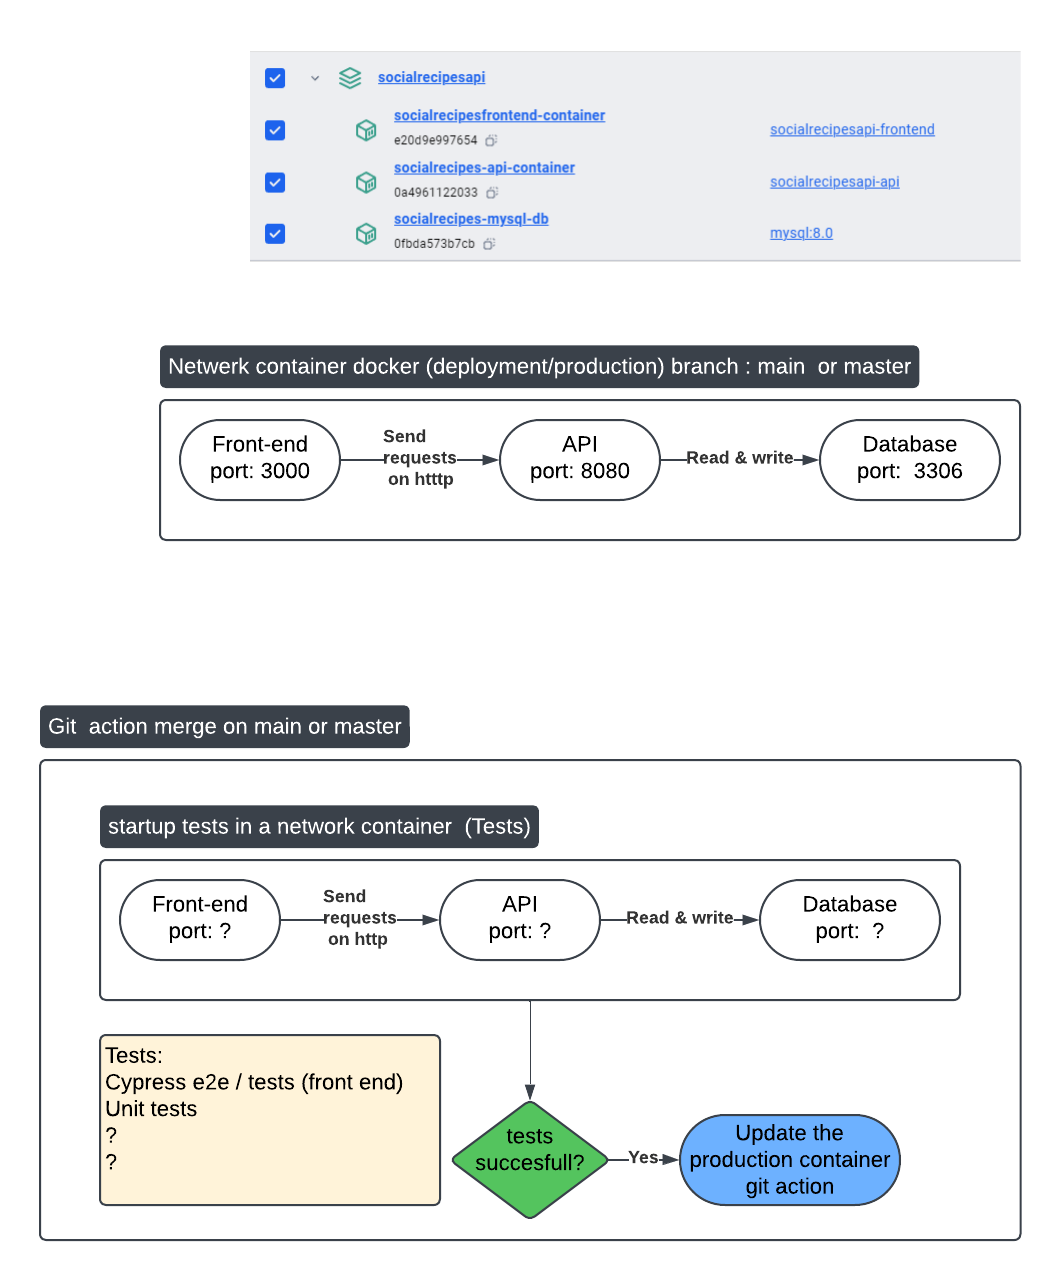 socialrecipesapi
socialrecipesfrontend-container
e20d9e997654
socialrecipesapi-frontend
socialrecipes-api-container
0a4961122033
socialrecipesapi-api
socialrecipes-mysql-db
0fbda573b7cb
mysql:8.0
Netwerk container docker (deployment/production) branch : main  or master
Front-end
port: 3000
Send
requests
on htttp
API
port: 8080
Read & write
Database
port:  3306
Git  action merge on main or master
startup tests in a network container  (Tests)
Front-end
port: ?
Send
requests
on http
API
port: ?
Read & write
Database
port:  ?
Tests:
Cypress e2e / tests (front end)
Unit tests
?
?
tests
succesfull?
Yes
Update the
production container
git action